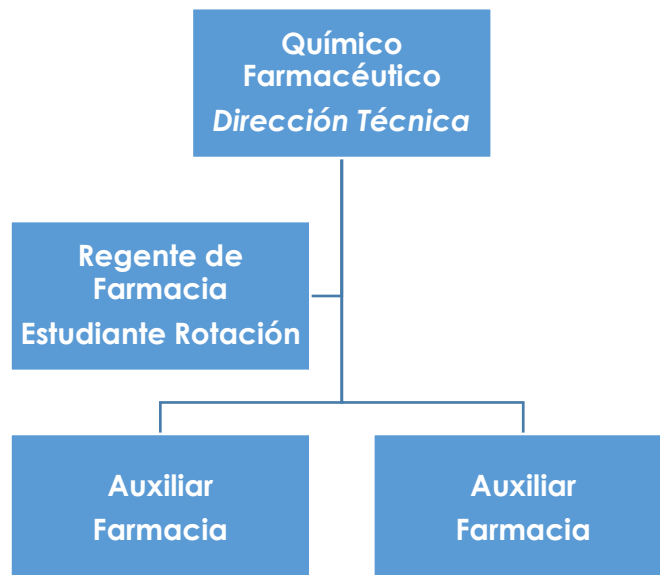 Químico
Farmacéutico
Dirección Técnica
Regente de
Farmacia
Estudiante Rotación
Auxiliar
Farmacia
Auxiliar
Farmacia